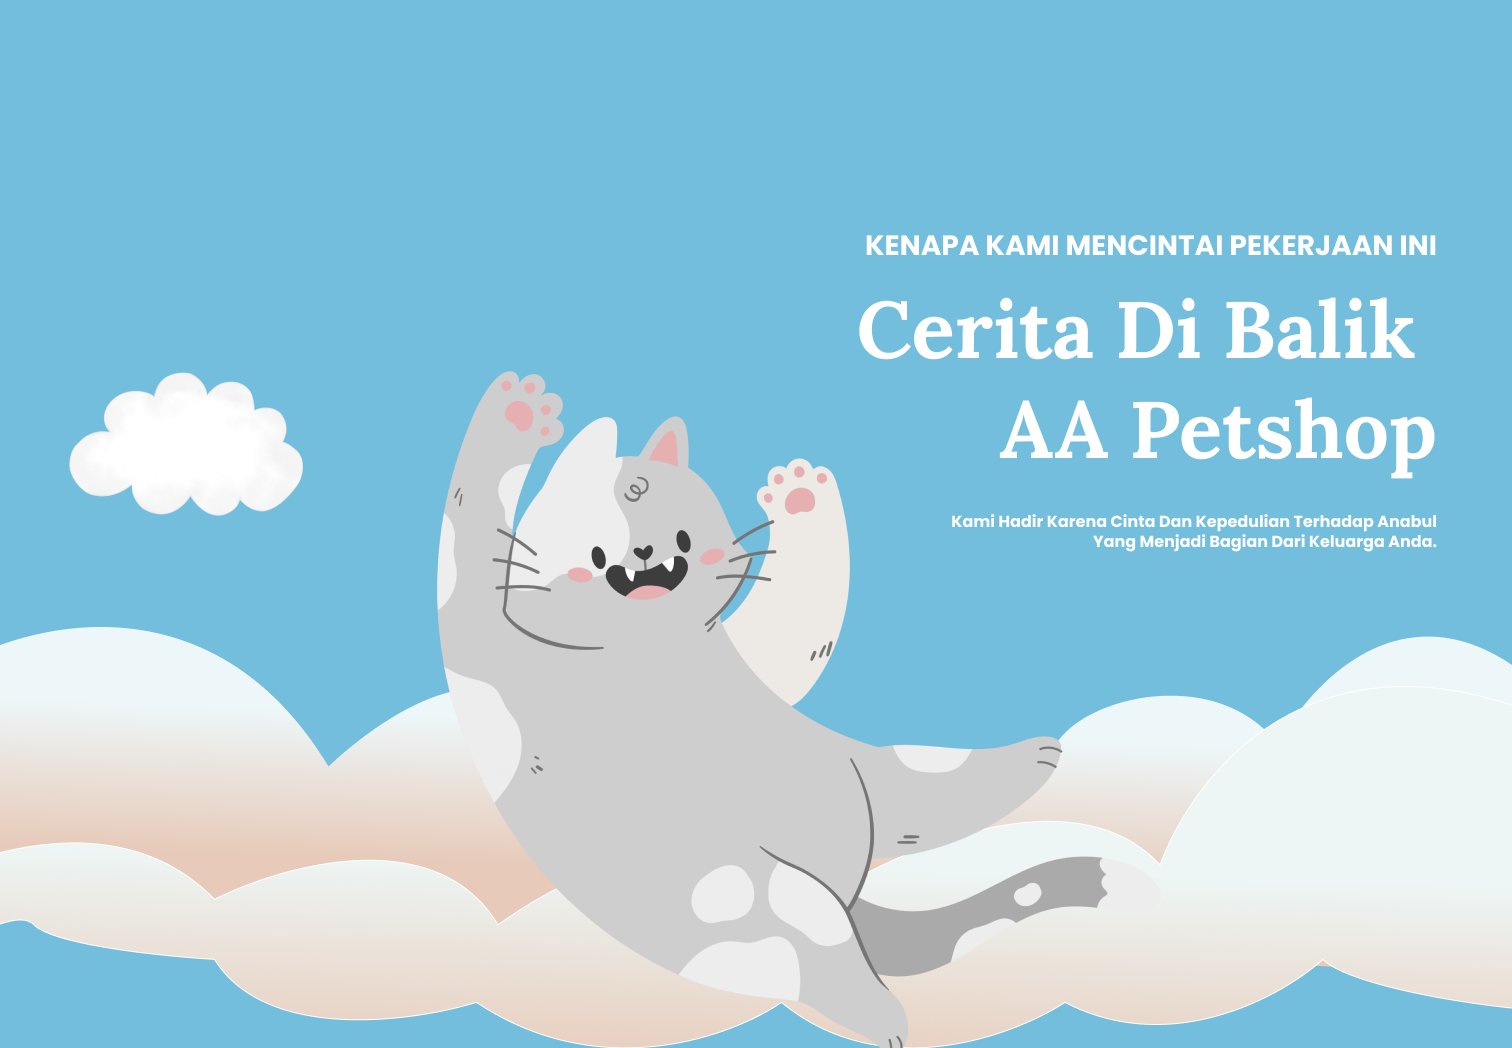 KENAPA KAMI MENCINTAI PEKERJAAN INI
Cerita Di Balik
AA Petshop
Kami Hadir Karena Cinta Dan Kepedulian Terhadap Anabul
Yang Menjadi Bagian Dari Keluarga Anda.